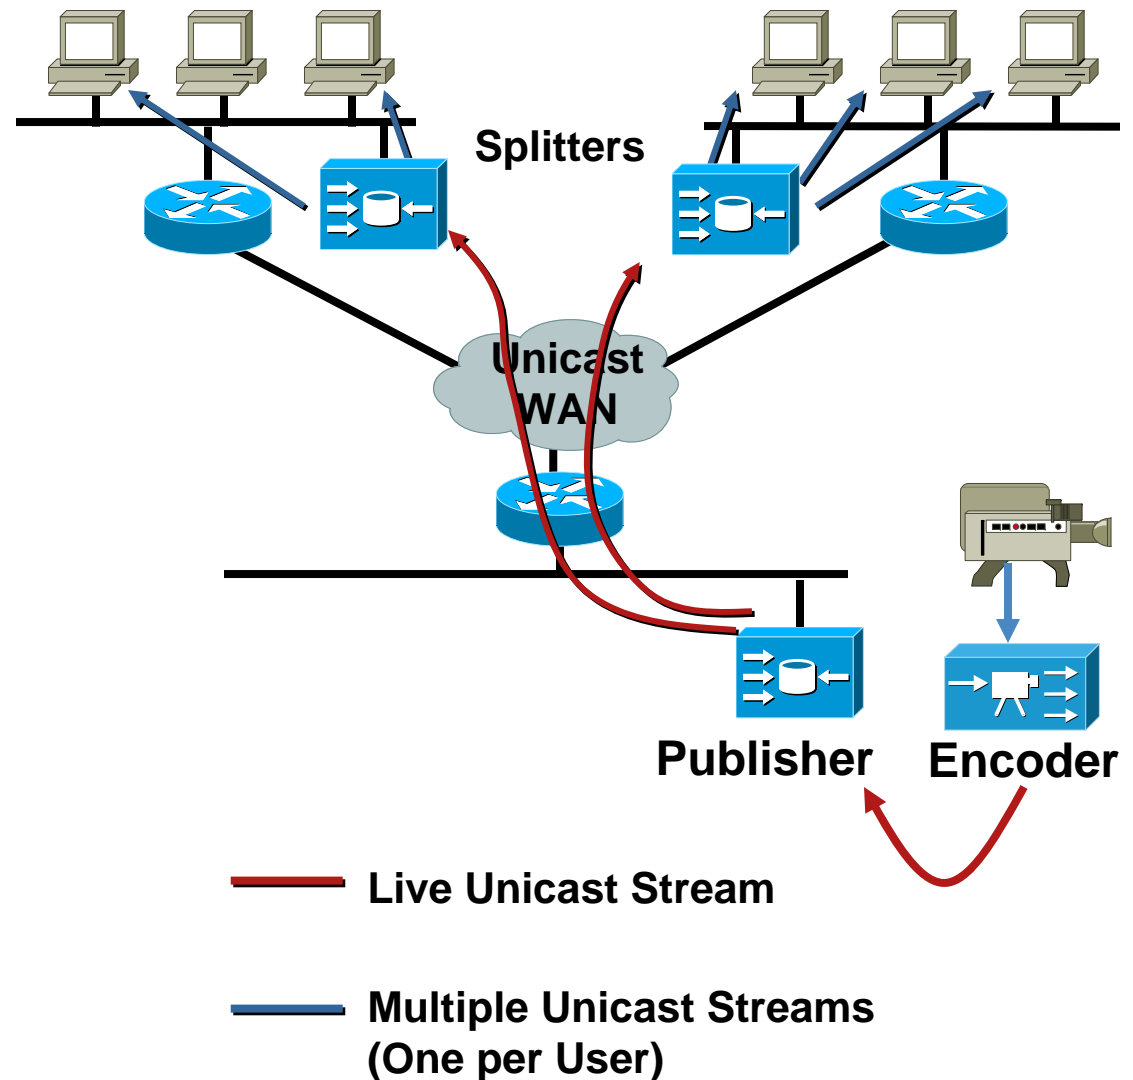 Splitters
Unicast
WAN
Publisher
Encoder
Live Unicast Stream
Multiple Unicast Streams
(One per User)